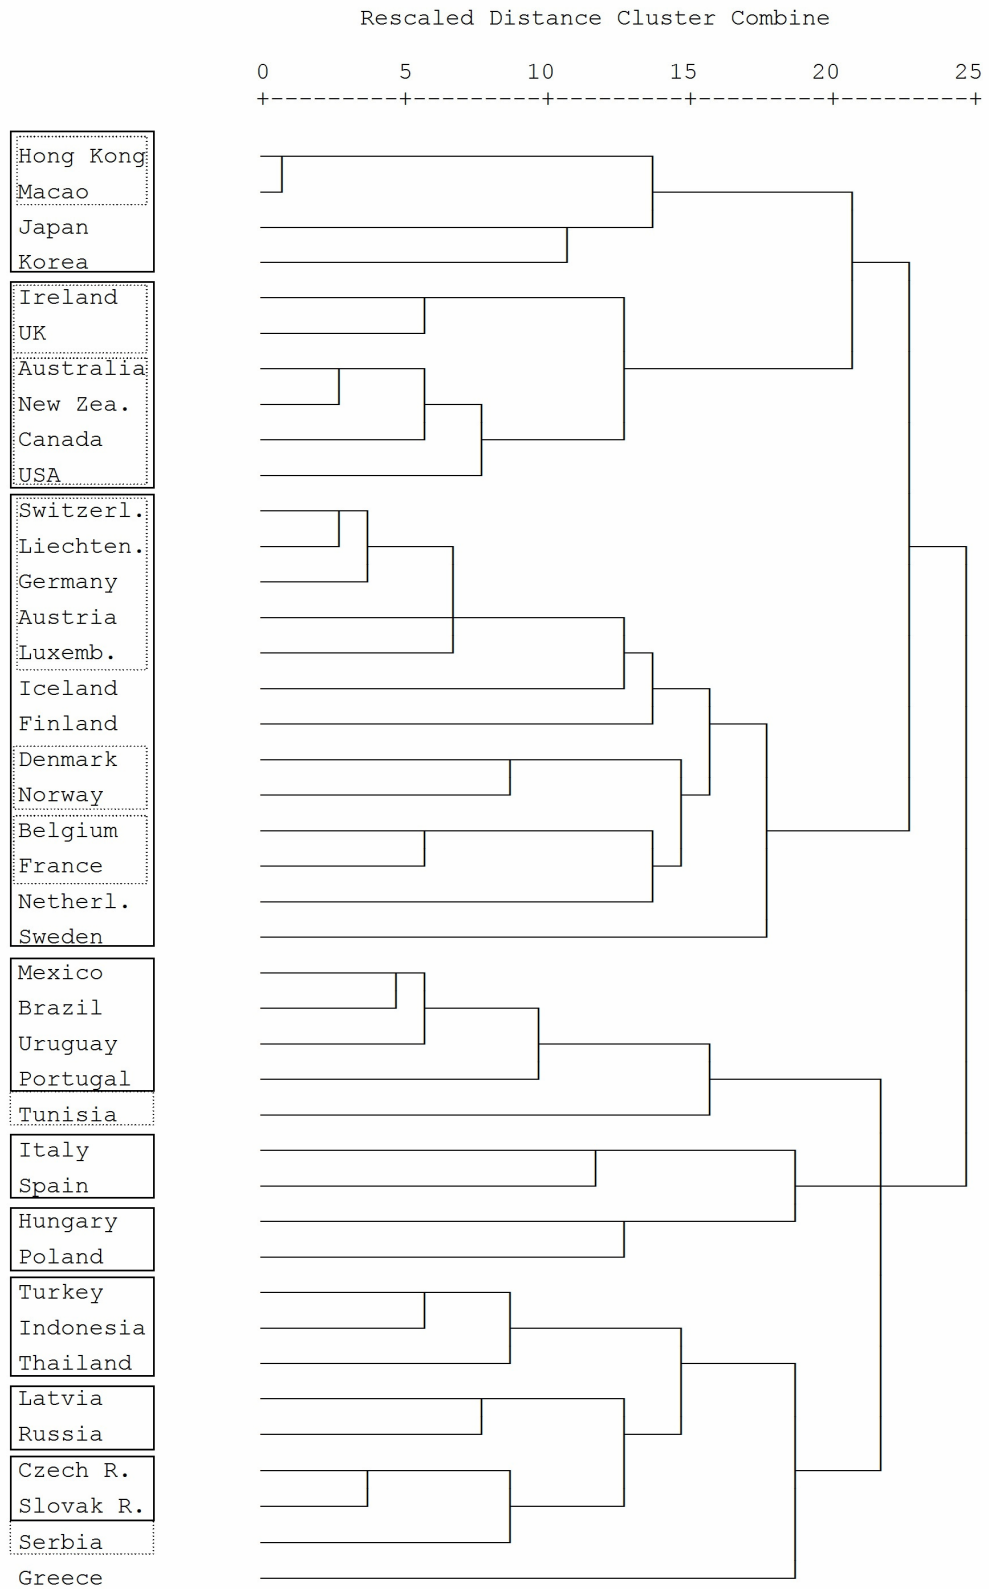 Rescaled Distance Cluster Combine
0 5 10 15 20 25
Hong Kong
Macao
Japan
Korea
Ireland
UK
Australia
New Zea.
Canada
USA
Switzerl.
Liechten.
Germany
Austria
Luxemb.
Iceland
Finland
Denmark
Norway
Belgium
France
Netherl.
Sweden
Mexico
Brazil
Uruguay
Portugal
Tunisia
Italy
Spain
Hungary
Poland
Turkey
Indonesia
Thailand
Latvia
Russia
Czech R.
Slovak R.
Serbia
Greece